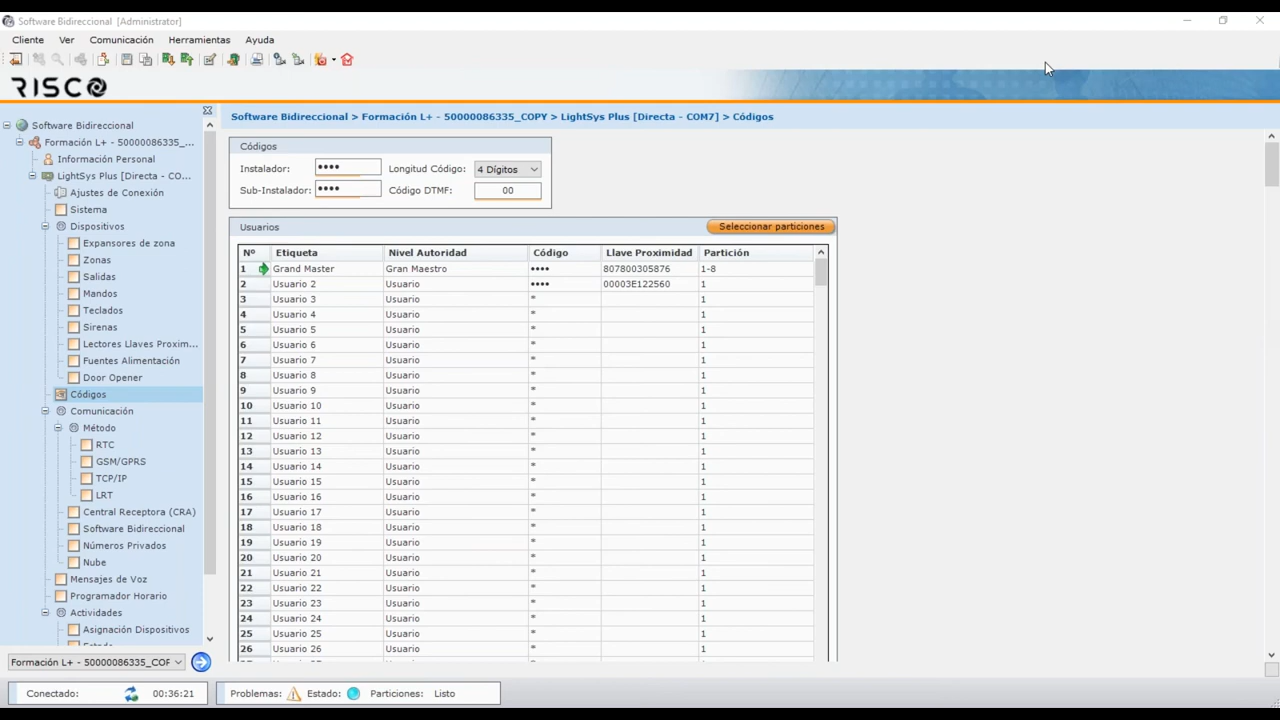 Software Bidireccional [Administrator]
Cliente Ver Comunicación Herramientas Ayuda
RISCO
Software Bidireccional > Formación L+ - 50000086335_COPY > LightSys Plus [Directa - COM7] > Códigos
Software Bidireccional
Formación L+ - 50000086335_...
Información Personal
LightSys Plus [Directa - CO...
Ajustes de Conexión
Sistema
Dispositivos
Expansores de zona
Zonas
Salidas
Mandos
Teclados
Sirenas
Lectores Llaves Proxim...
Fuentes Alimentación
Door Opener
Códigos
Comunicación
Método
RTC
GSM/GPRS
TCP/IP
LRT
Central Receptora (CRA)
Software Bidireccional
Números Privados
Nube
Mensajes de Voz
Programador Horario
Actividades
Asignación Dispositivos
Formación L+ - 50000086335_COP
Códigos
Instalador: •••• Longitud Código: 4 Dígitos
Sub-Instalador: •••• Código DTMF: 00
Usuarios Seleccionar particiones
Nº Etiqueta Nivel Autoridad Código Llave Proximidad Partición
1 Grand Master Gran Maestro •••• 807800305876 1-8
2 Usuario 2 Usuario •••• 00003E122560 1
3 Usuario 3 Usuario * 1
4 Usuario 4 Usuario * 1
5 Usuario 5 Usuario * 1
6 Usuario 6 Usuario * 1
7 Usuario 7 Usuario * 1
8 Usuario 8 Usuario * 1
9 Usuario 9 Usuario * 1
10 Usuario 10 Usuario * 1
11 Usuario 11 Usuario * 1
12 Usuario 12 Usuario * 1
13 Usuario 13 Usuario * 1
14 Usuario 14 Usuario * 1
15 Usuario 15 Usuario * 1
16 Usuario 16 Usuario * 1
17 Usuario 17 Usuario * 1
18 Usuario 18 Usuario * 1
19 Usuario 19 Usuario * 1
20 Usuario 20 Usuario * 1
21 Usuario 21 Usuario * 1
22 Usuario 22 Usuario * 1
23 Usuario 23 Usuario * 1
24 Usuario 24 Usuario * 1
25 Usuario 25 Usuario * 1
26 Usuario 26 Usuario * 1
Conectado: 00:36:21 Problemas: Estado: Particiones: Listo